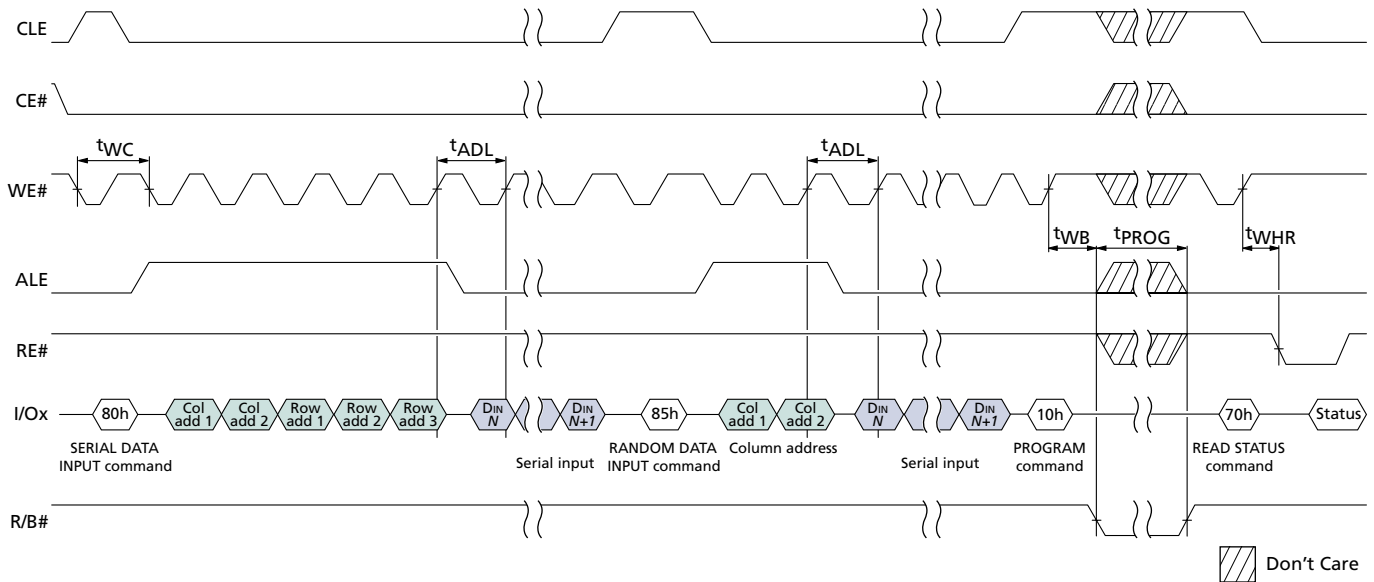 CLE
CE#
tWC
tADL
tADL
WE#
tWB
tPROG
tWHR
ALE
RE#
I/Ox
80h
Col add 1
Col add 2
Row add 1
Row add 2
Row add 3
DIN N
DIN N+1
85h
Col add 1
Col add 2
DIN N
DIN N+1
10h
70h
Status
SERIAL DATA
INPUT command
Serial input
RANDOM DATA
INPUT command
Column address
Serial input
PROGRAM
command
READ STATUS
command
R/B#
Don't Care